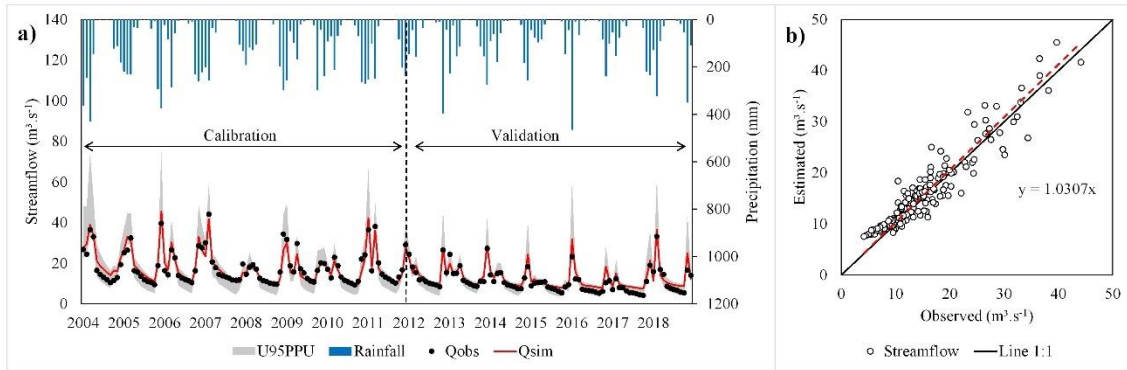 a)
140
120
100
80
60
40
20
0
Streamflow (m³.s⁻¹)
Calibration
Validation
0
200
400
600
800
1000
1200
Precipitation (mm)
2004 2005 2006 2007 2008 2009 2010 2011 2012 2013 2014 2015 2016 2017 2018
U95PPU Rainfall Qobs Qsim
b)
50
40
30
20
10
0
Estimated (m³.s⁻¹)
y = 1.0307x
0 10 20 30 40 50
Observed (m³.s⁻¹)
Streamflow Line 1:1